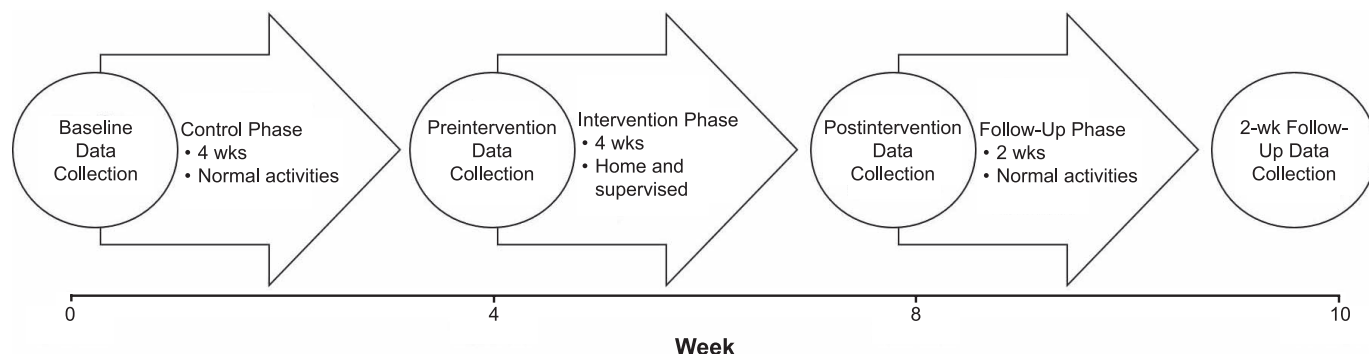 Baseline
Data
Collection
Control Phase
• 4 wks
• Normal activities
Preintervention
Data
Collection
Intervention Phase
• 4 wks
• Home and
supervised
Postintervention
Data
Collection
Follow-Up Phase
• 2 wks
• Normal activities
2-wk Follow-
Up Data
Collection
0
4
8
10
Week